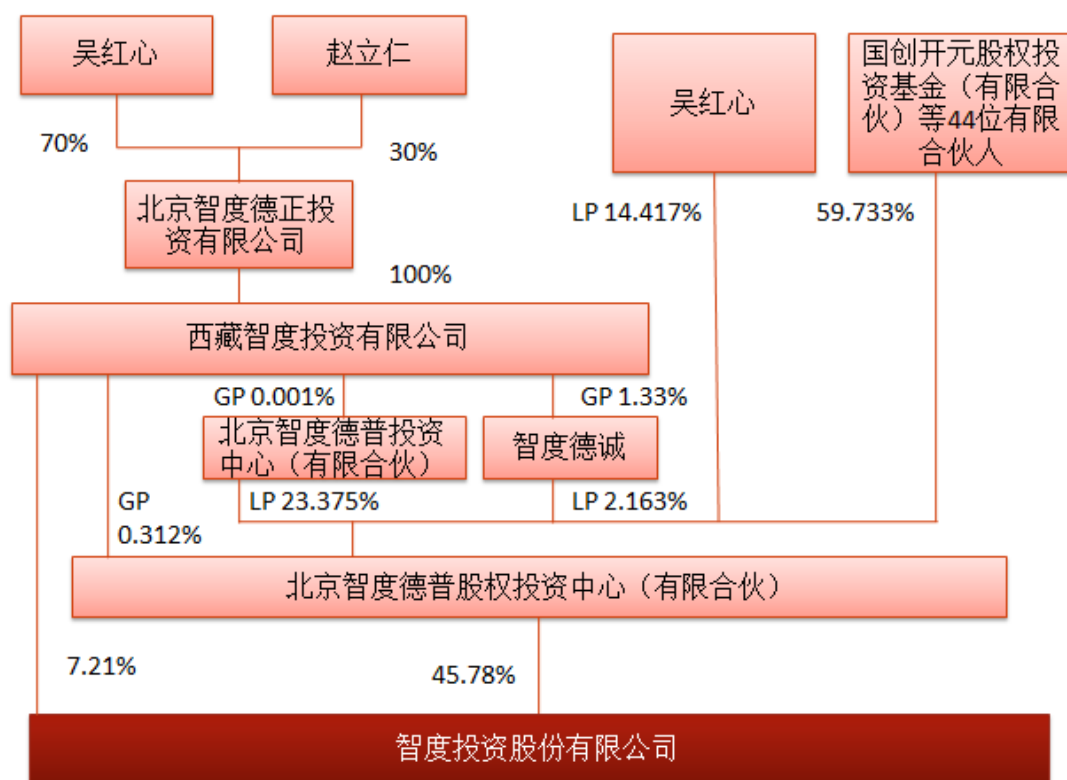 吴红心
赵立仁
吴红心
国创开元股权投
资基金（有限合
伙）等44位有限
合伙人
70%
30%
北京智度德正投
资有限公司
LP 14.417%
59.733%
100%
西藏智度投资有限公司
GP 0.001%
GP 1.33%
北京智度德普投资
中心（有限合伙）
智度德诚
GP
0.312%
LP 23.375%
LP 2.163%
北京智度德普股权投资中心（有限合伙）
7.21%
45.78%
智度投资股份有限公司